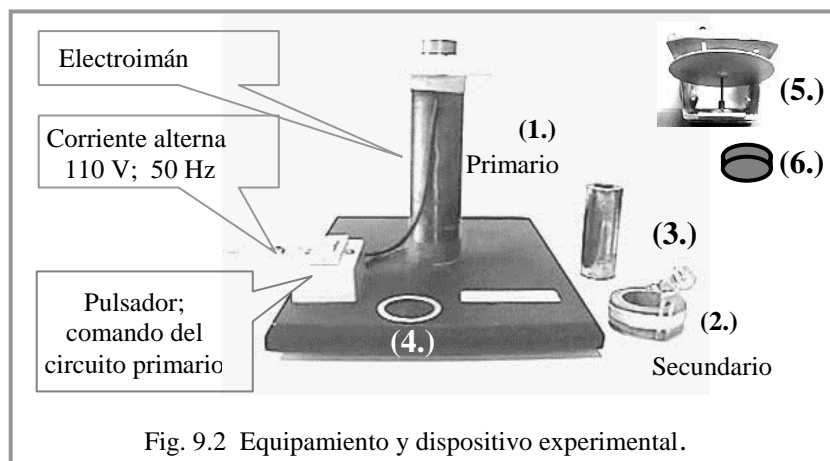 Electroimán
Corriente alterna
110 V; 50 Hz
Pulsador;
comando del
circuito primario
(1.)
Primario
(3.)
(2.)
Secundario
(4.)
(5.)
(6.)
Fig. 9.2 Equipamiento y dispositivo experimental.